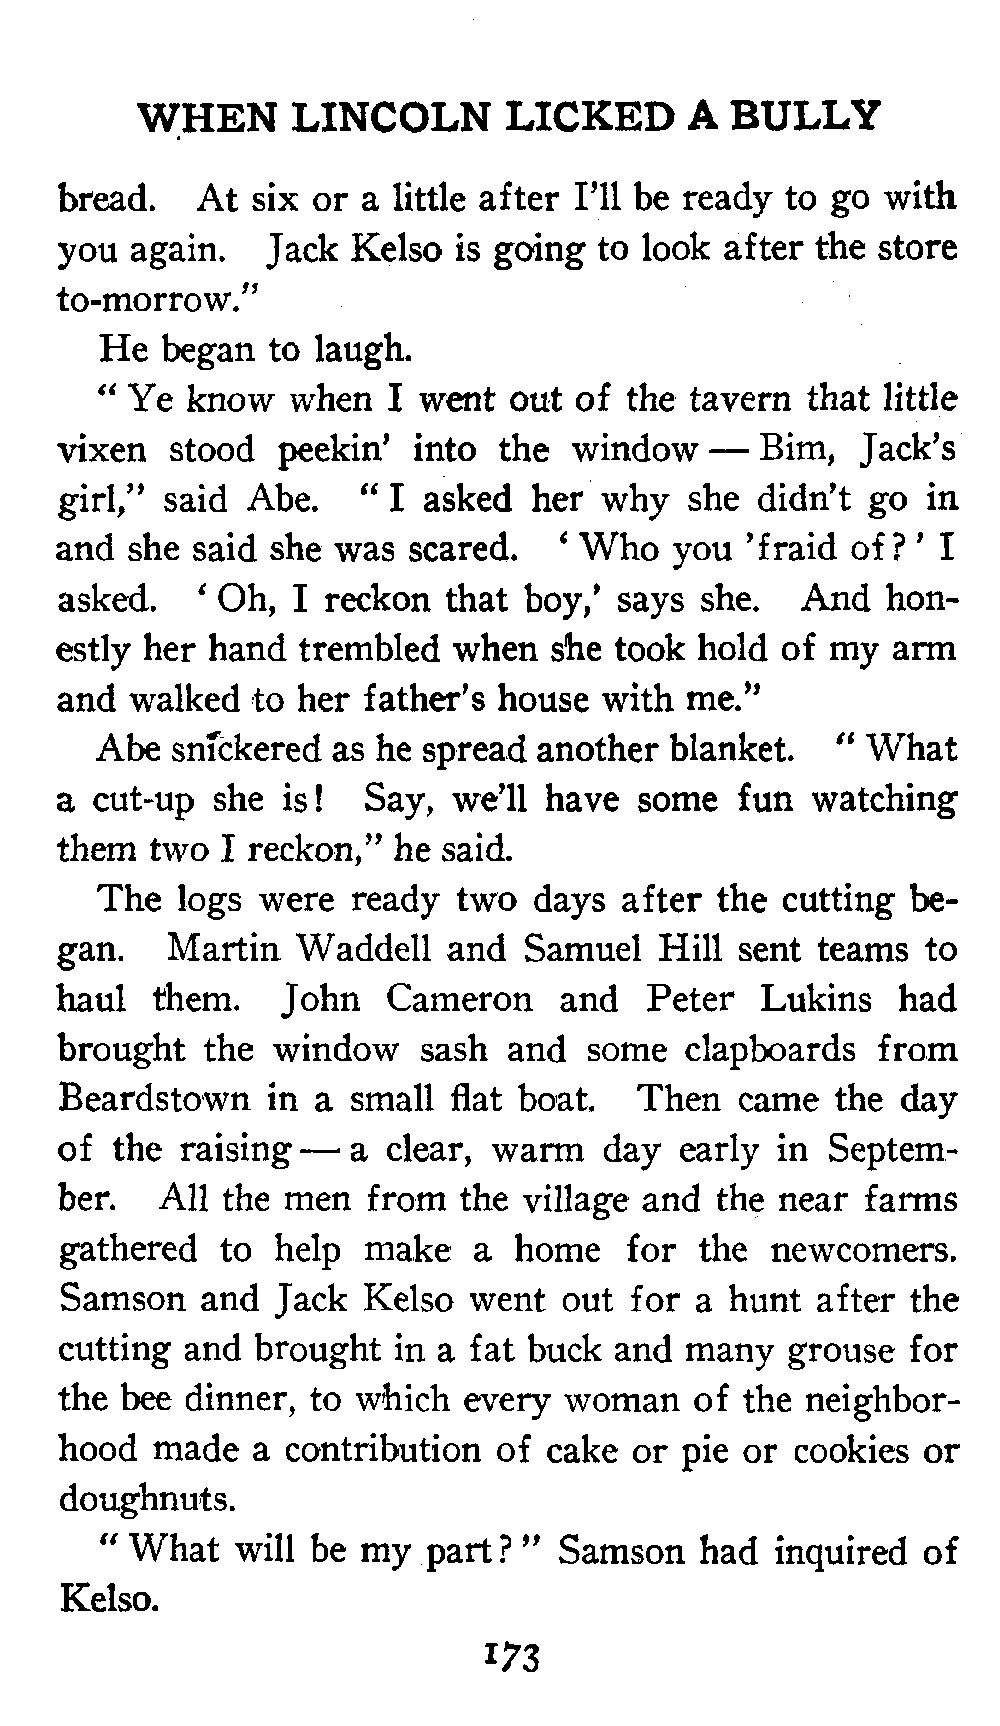 WHEN LINCOLN LICKED A BULLY
bread. At six or a little after I'll be ready to go with
you again. Jack Kelso is going to look after the store
to-morrow."
He began to laugh.
" Ye know when I went out of the tavern that little
vixen stood peekin' into the window — Bim, Jack's
girl," said Abe. " I asked her why she didn't go in
and she said she was scared. ' Who you 'fraid of? ' I
asked. ' Oh, I reckon that boy,' says she. And hon-
estly her hand trembled when she took hold of my arm
and walked to her father's house with me."
Abe snickered as he spread another blanket. " What
a cut-up she is! Say, we'll have some fun watching
them two I reckon," he said.
The logs were ready two days after the cutting be-
gan. Martin Waddell and Samuel Hill sent teams to
haul them. John Cameron and Peter Lukins had
brought the window sash and some clapboards from
Beardstown in a small flat boat. Then came the day
of the raising — a clear, warm day early in Septem-
ber. All the men from the village and the near farms
gathered to help make a home for the newcomers.
Samson and Jack Kelso went out for a hunt after the
cutting and brought in a fat buck and many grouse for
the bee dinner, to which every woman of the neighbor-
hood made a contribution of cake or pie or cookies or
doughnuts.
" What will be my part? " Samson had inquired of
Kelso.
173